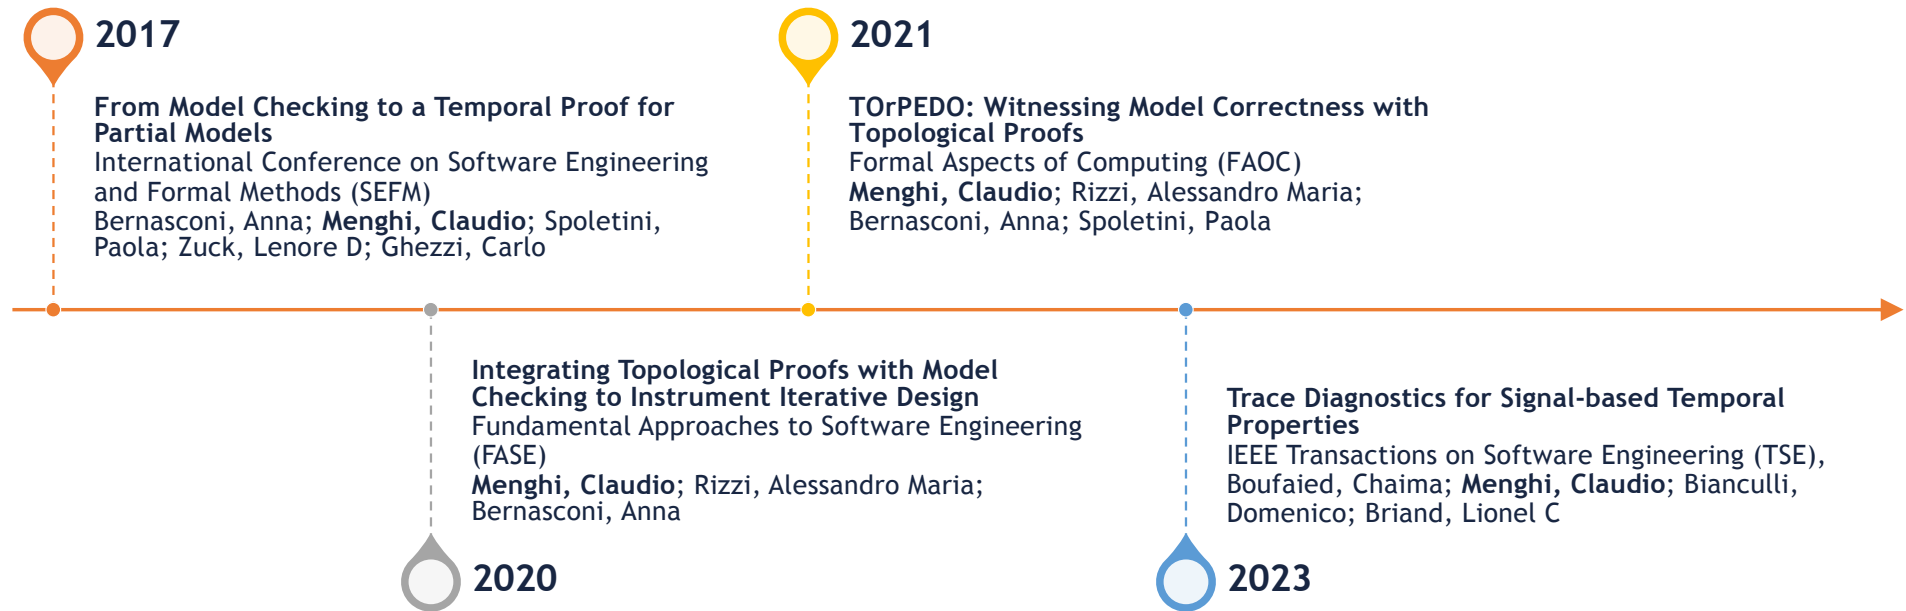 2017
From Model Checking to a Temporal Proof for
Partial Models
International Conference on Software Engineering
and Formal Methods (SEFM)
Bernasconi, Anna; Menghi, Claudio; Spoletini,
Paola; Zuck, Lenore D; Ghezzi, Carlo
2021
TOrPEDO: Witnessing Model Correctness with
Topological Proofs
Formal Aspects of Computing (FAOC)
Menghi, Claudio; Rizzi, Alessandro Maria;
Bernasconi, Anna; Spoletini, Paola
Integrating Topological Proofs with Model
Checking to Instrument Iterative Design
Fundamental Approaches to Software Engineering
(FASE)
Menghi, Claudio; Rizzi, Alessandro Maria;
Bernasconi, Anna
2020
Trace Diagnostics for Signal-based Temporal
Properties
IEEE Transactions on Software Engineering (TSE),
Boufaied, Chaima; Menghi, Claudio; Bianculli,
Domenico; Briand, Lionel C
2023